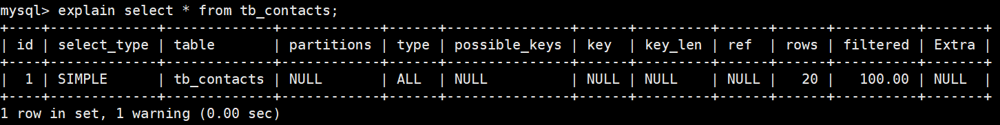 mysql> explain select * from tb_contacts;
+----+-------------+-------------+------------+------+---------------+------+---------+------+------+----------+-------+
| id | select_type | table       | partitions | type | possible_keys | key  | key_len | ref  | rows | filtered | Extra |
+----+-------------+-------------+------------+------+---------------+------+---------+------+------+----------+-------+
|  1 | SIMPLE      | tb_contacts | NULL       | ALL  | NULL          | NULL | NULL    | NULL |   20 |   100.00 | NULL  |
+----+-------------+-------------+------------+------+---------------+------+---------+------+------+----------+-------+
1 row in set, 1 warning (0.00 sec)